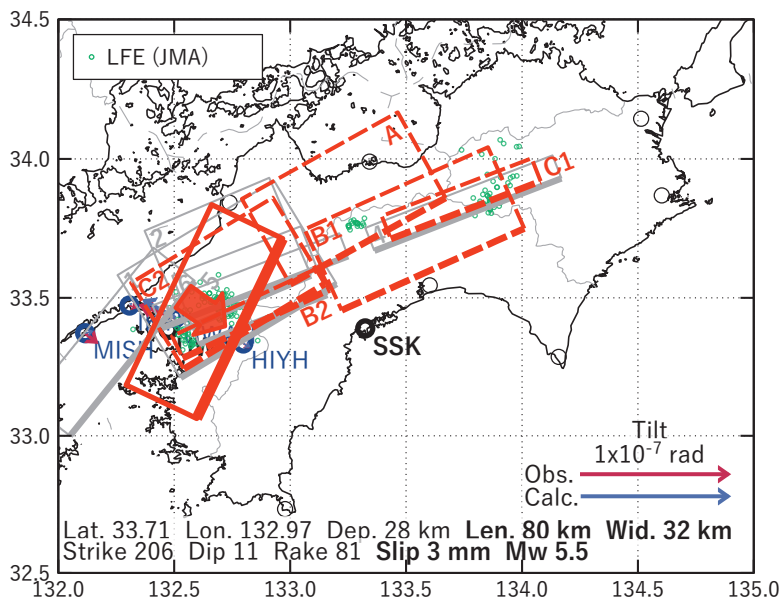 34.5
LFE (JMA)
A
34.0
C1
B1
2
C2
1
33.5
B2
MISH
HIYH
SSK
33.0
Tilt
1x10⁻⁷ rad
Obs.
Calc.
Lat. 33.71 Lon. 132.97 Dep. 28 km Len. 80 km Wid. 32 km
Strike 206 Dip 11 Rake 81 Slip 3 mm Mw 5.5
32.5
132.0 132.5 133.0 133.5 134.0 134.5 135.0